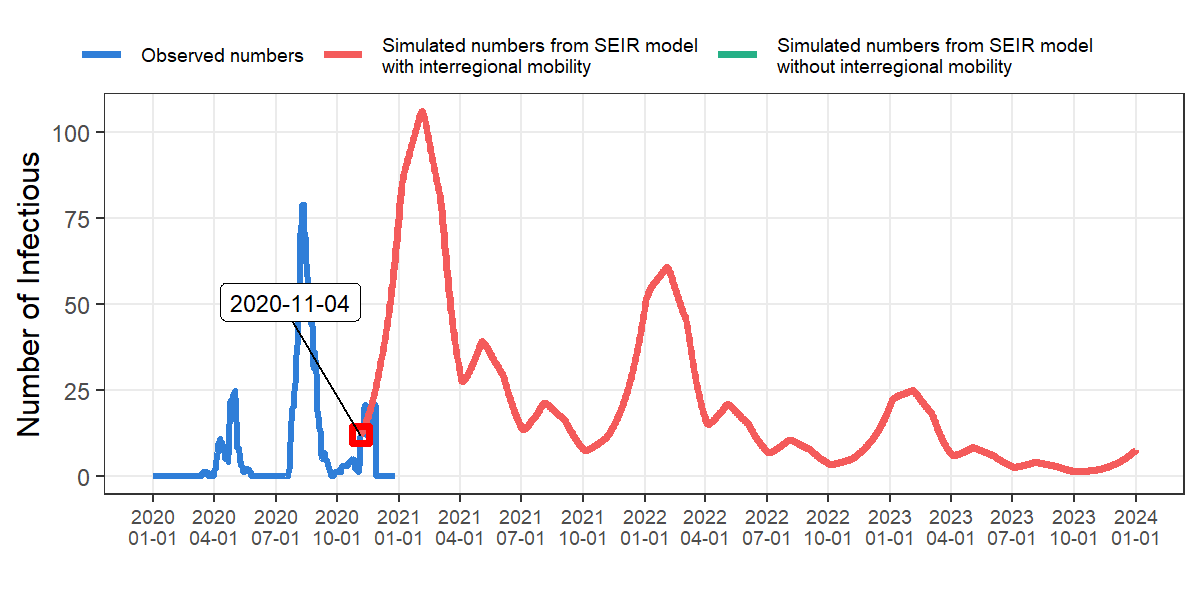 Observed numbers
Simulated numbers from SEIR model
with interregional mobility
Simulated numbers from SEIR model
without interregional mobility
Number of Infectious
100
75
50
25
0
2020-11-04
2020 2020 2020 2020 2021 2021 2021 2021 2022 2022 2022 2022 2023 2023 2023 2023 2024
01-01 04-01 07-01 10-01 01-01 04-01 07-01 10-01 01-01 04-01 07-01 10-01 01-01 04-01 07-01 10-01 01-01